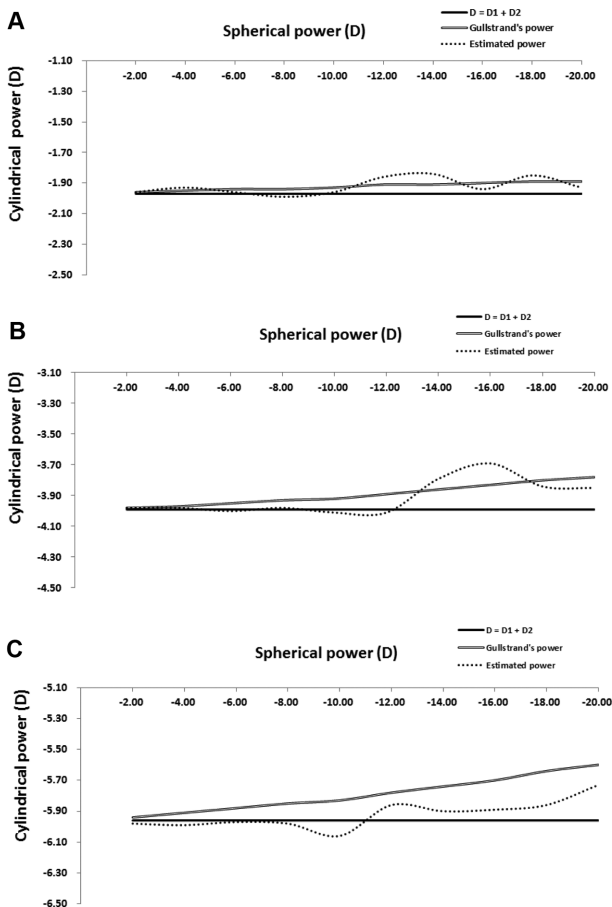 A
D = D1 + D2
Gullstrand's power
Estimated power
Spherical power (D)
-2.00 -4.00 -6.00 -8.00 -10.00 -12.00 -14.00 -16.00 -18.00 -20.00
Cylindrical power (D)
-1.10
-1.30
-1.50
-1.70
-1.90
-2.10
-2.30
-2.50
B
D = D1 + D2
Gullstrand's power
Estimated power
Spherical power (D)
-2.00 -4.00 -6.00 -8.00 -10.00 -12.00 -14.00 -16.00 -18.00 -20.00
Cylindrical power (D)
-3.10
-3.30
-3.50
-3.70
-3.90
-4.10
-4.30
-4.50
C
D = D1 + D2
Gullstrand's power
Estimated power
Spherical power (D)
-2.00 -4.00 -6.00 -8.00 -10.00 -12.00 -14.00 -16.00 -18.00 -20.00
Cylindrical power (D)
-5.10
-5.30
-5.50
-5.70
-5.90
-6.10
-6.30
-6.50